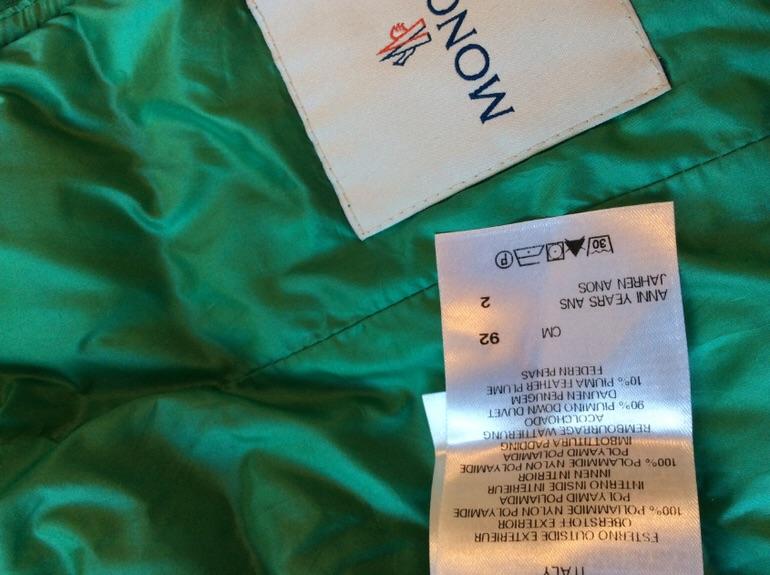 MONC
ITALY
ESTERNO OUTSIDE EXTERIEUR
OBERSTOFF EXTERIOR
100% POLIAMMIDE NYLON POLYAMIDE
POLYAMID POLIAMIDA
INTERNO INSIDE INTERIEUR
INNEN INTERIOR
100% POLAMMIDE NYLON POLYAMIDE
POLYAMID POLIAMIDA
IMBOTTITURA PADDING
REMBOURRAGE WATTIERUNG
ACOLCHOADO
90% PIUMINO DOWN DUVET
DAUNEN PENUGEM
10% PIUMA FEATHER PLUME
FEDERN PENAS
CM 92
ANNI YEARS ANS 2
JAHREN ANOS
30 P